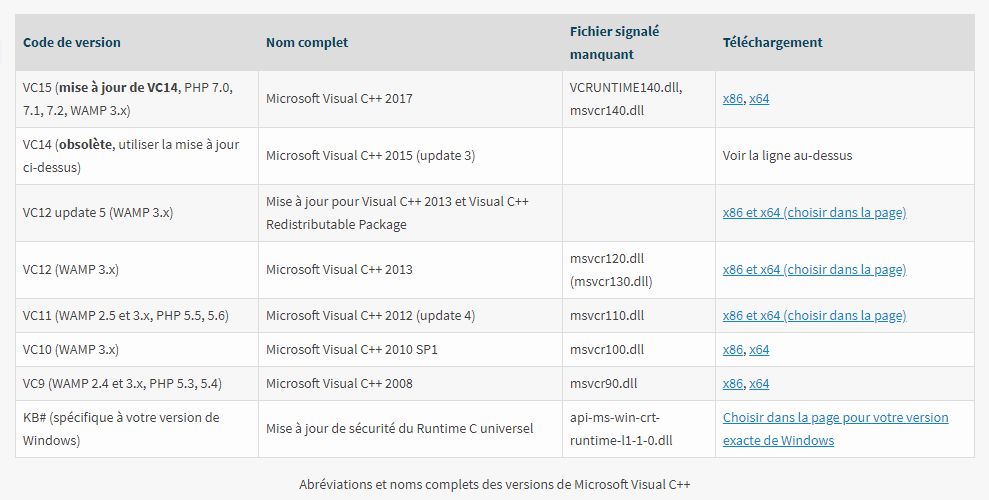 Code de version
Nom complet
Fichier signalé
manquant
Téléchargement
VC15 (mise à jour de VC14, PHP 7.0,
7.1, 7.2, WAMP 3.x)
Microsoft Visual C++ 2017
VCRUNTIME140.dll,
msvcr140.dll
x86, x64
VC14 (obsolète, utiliser la mise à jour
ci-dessus)
Microsoft Visual C++ 2015 (update 3)
Voir la ligne au-dessus
VC12 update 5 (WAMP 3.x)
Mise à jour pour Visual C++ 2013 et Visual C++
Redistributable Package
x86 et x64 (choisir dans la page)
VC12 (WAMP 3.x)
Microsoft Visual C++ 2013
msvcr120.dll
(msvcr130.dll)
x86 et x64 (choisir dans la page)
VC11 (WAMP 2.5 et 3.x, PHP 5.5, 5.6)
Microsoft Visual C++ 2012 (update 4)
msvcr110.dll
x86 et x64 (choisir dans la page)
VC10 (WAMP 3.x)
Microsoft Visual C++ 2010 SP1
msvcr100.dll
x86, x64
VC9 (WAMP 2.4 et 3.x, PHP 5.3, 5.4)
Microsoft Visual C++ 2008
msvcr90.dll
x86, x64
KB# (spécifique à votre version de
Windows)
Mise à jour de sécurité du Runtime C universel
api-ms-win-crt-
runtime-l1-1-0.dll
Choisir dans la page pour votre version
exacte de Windows
Abréviations et noms complets des versions de Microsoft Visual C++